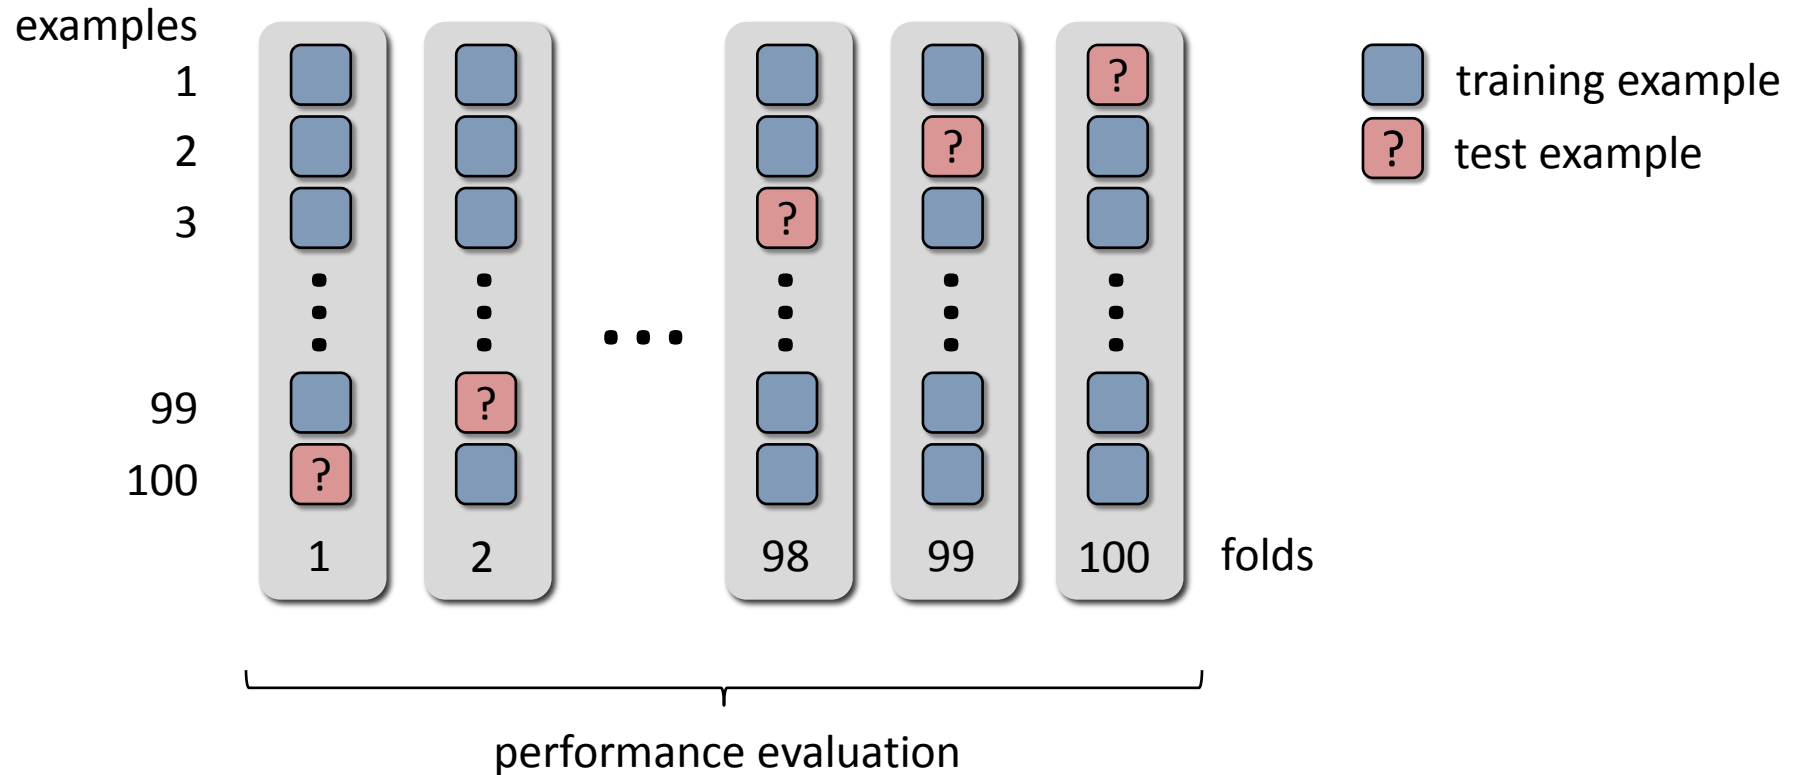 examples
1 ? training example
2 ? ? test example
3 ?
99 ?
100 ?
1 2 98 99 100 folds
performance evaluation